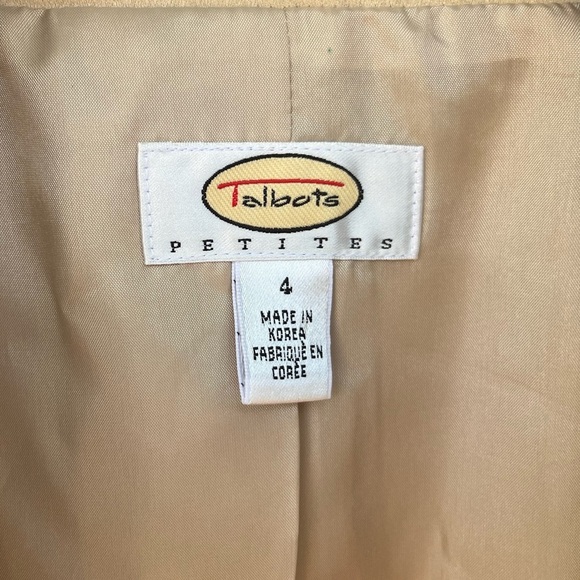 Talbots
PETITES
4
MADE IN
KOREA
FABRIQUÉ EN
CORÉE